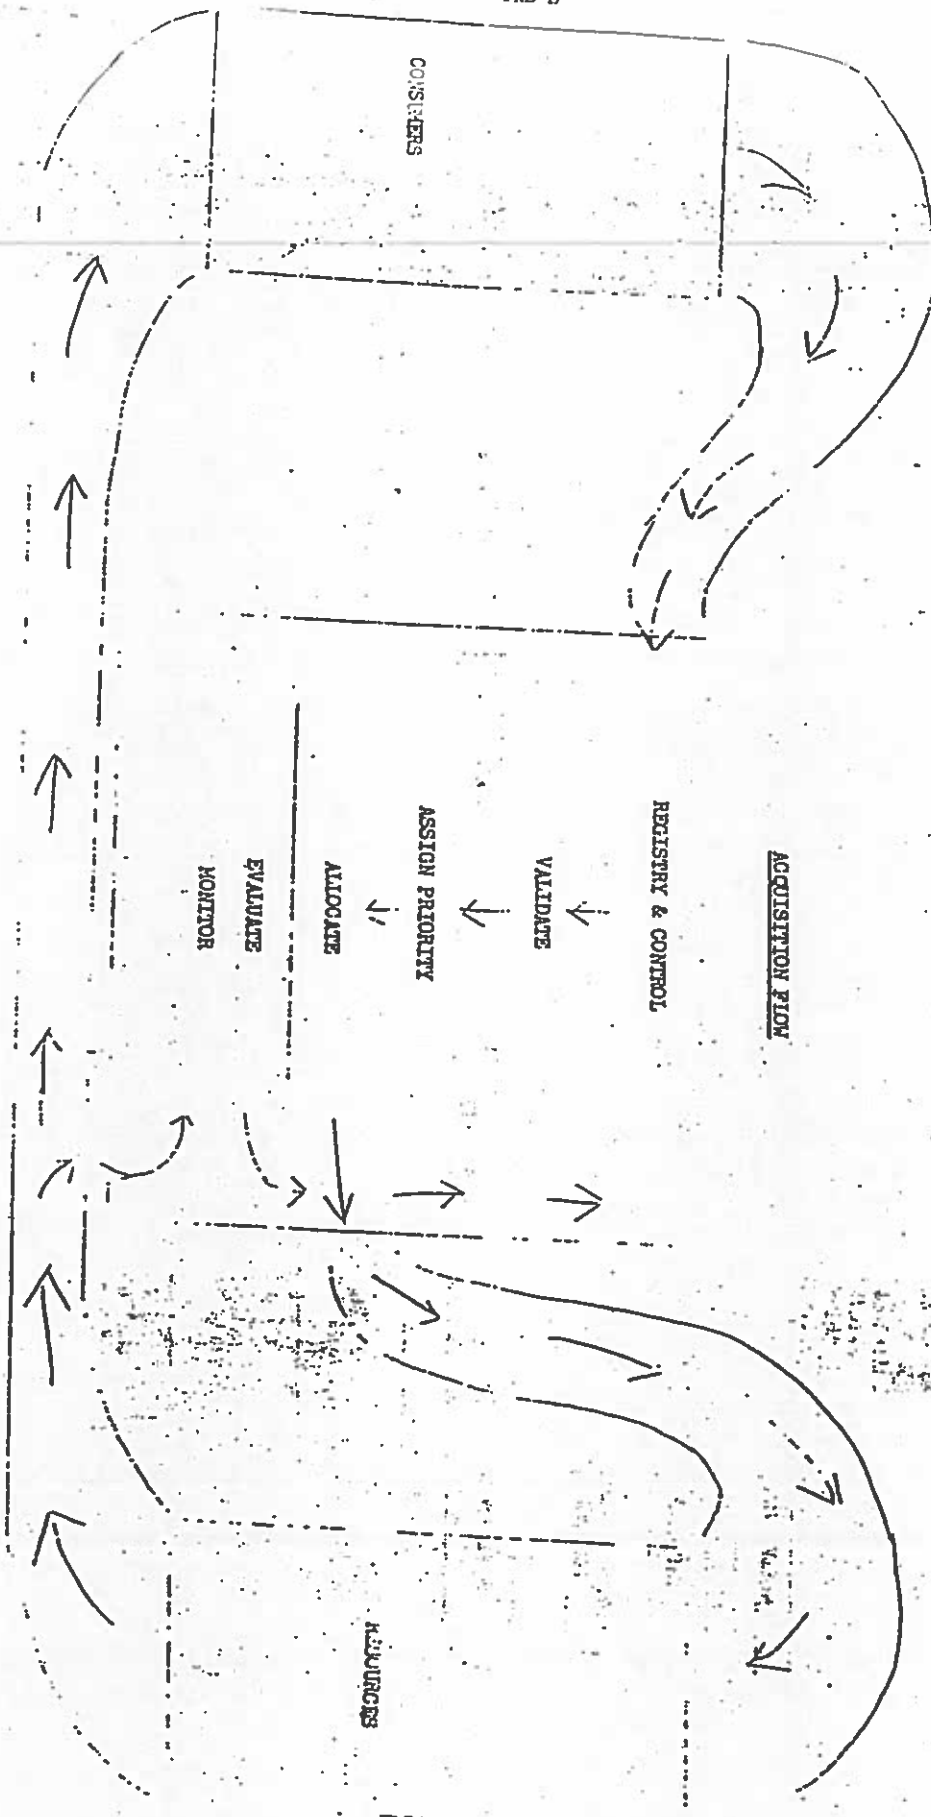 ACQUISITION FLOW
CONSUMERS
REGISTRY & CONTROL
VALIDATE
ASSIGN PRIORITY
ALLOCATE
EVALUATE
MONITOR
RESOURCES